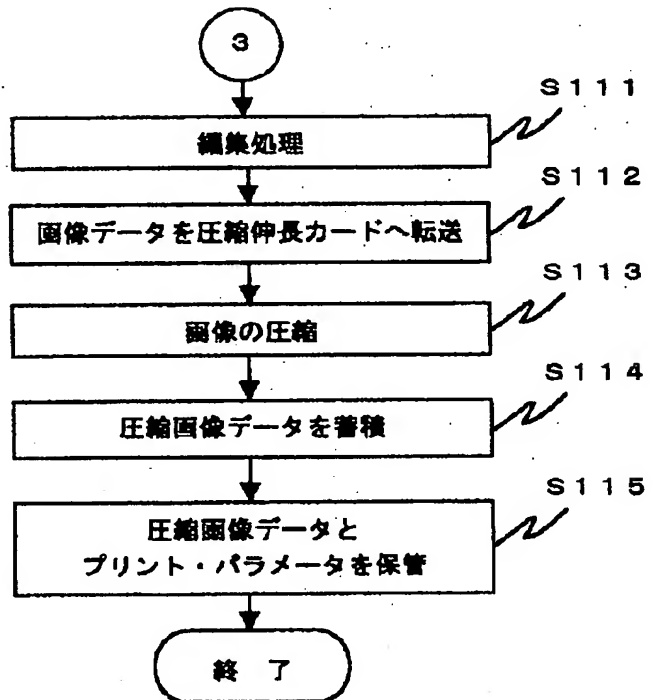 3
S111
編集処理
S112
画像データを圧縮伸長カードへ転送
S113
画像の圧縮
S114
圧縮画像データを蓄積
S115
圧縮画像データと
プリント・パラメータを保管
終 了